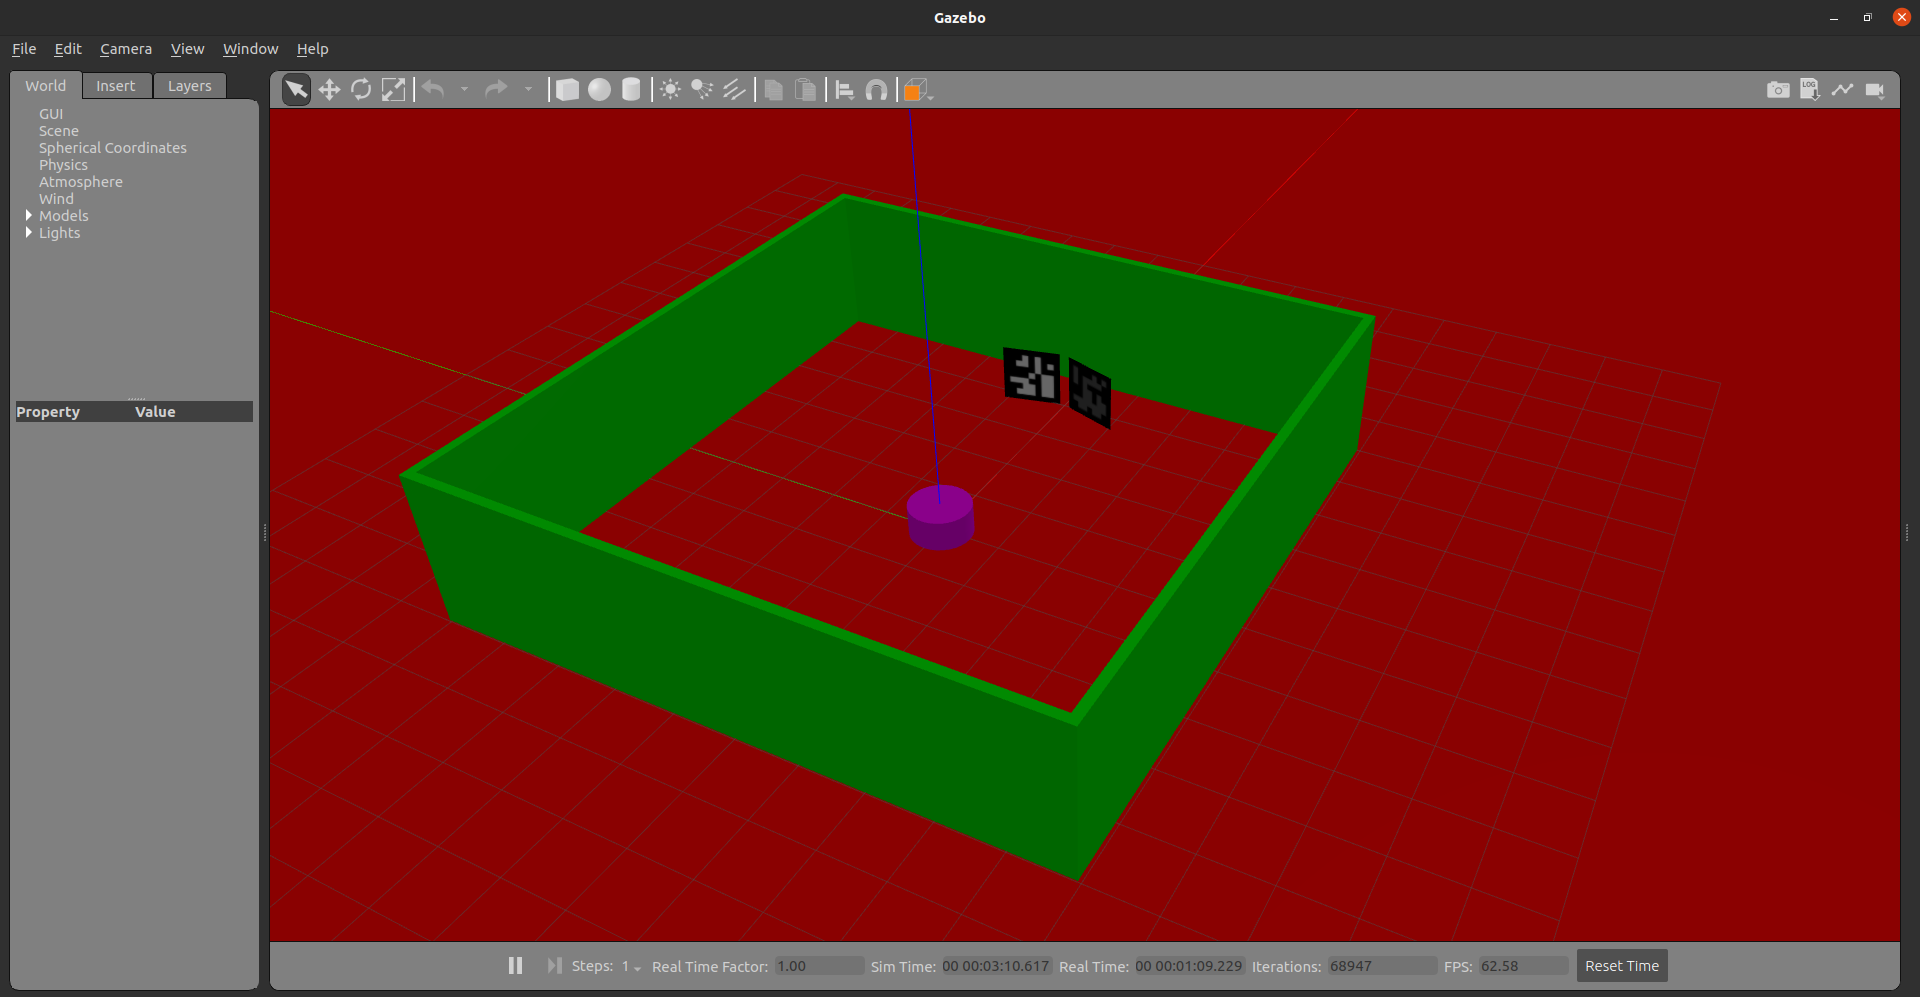 Gazebo
File Edit Camera View Window Help
World Insert Layers
LOG
GUI
Scene
Spherical Coordinates
Physics
Atmosphere
Wind
Models
Lights
Property Value
Steps: 1 Real Time Factor: 1.00 Sim Time: 00 00:03:10.617 Real Time: 00 00:01:09.229 Iterations: 68947 FPS: 62.58 Reset Time